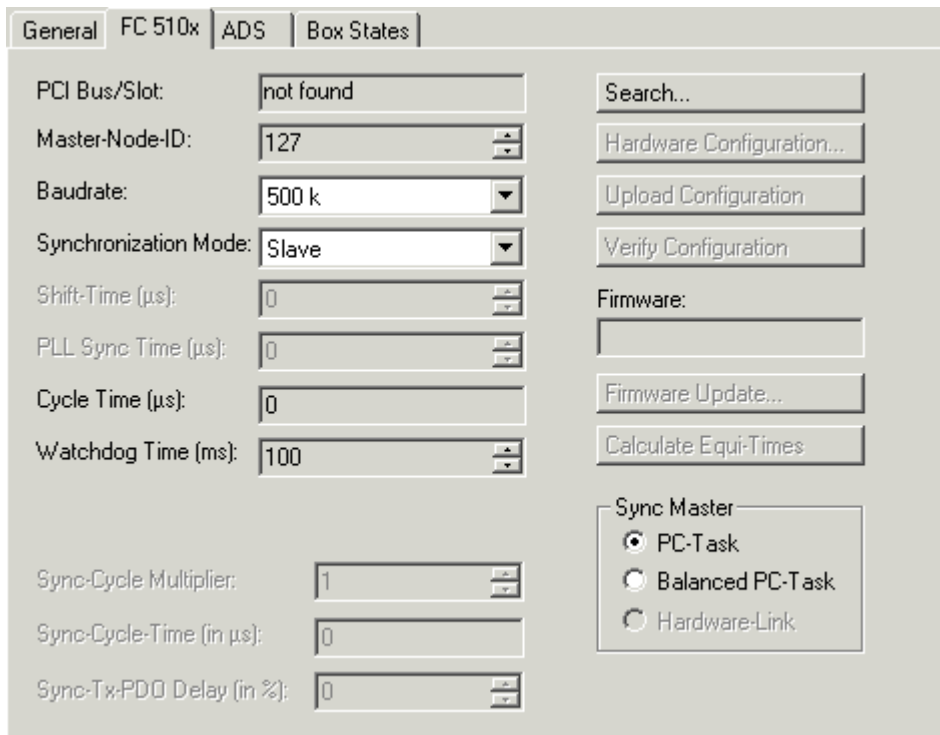 General FC 510x ADS Box States
PCI Bus/Slot: not found Search...
Master-Node-ID: 127 Hardware Configuration...
Baudrate: 500 k Upload Configuration
Synchronization Mode: Slave Verify Configuration
Shift-Time (µs): 0 Firmware:
PLL Sync Time (µs): 0
Cycle Time (µs): 0 Firmware Update...
Watchdog Time (ms): 100 Calculate Equi-Times
Sync Master
PC-Task
Sync-Cycle Multiplier: 1 Balanced PC-Task
Sync-Cycle-Time (in µs): 0 Hardware-Link
Sync-Tx-PDO Delay (in %): 0